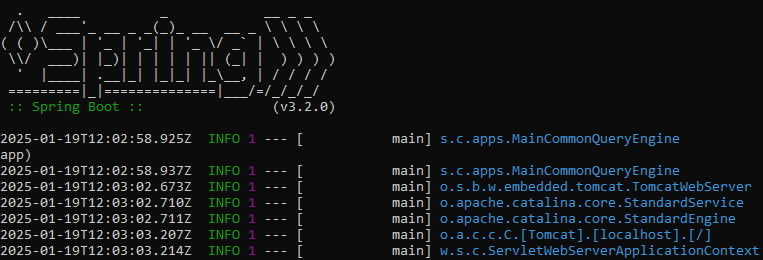 .   ____          _            __ _ _
 /\\ / ___'_ __ _ _(_)_ __  __ _ \ \ \ \
( ( )\___ | '_ | '_| | '_ \/ _` | \ \ \ \
 \\/  ___)| |_)| | | | | || (_| |  ) ) ) )
  '  |____| .__|_| |_|_| |_\__, | / / / /
 =========|_|==============|___/=/_/_/_/
 :: Spring Boot ::                (v3.2.0)
2025-01-19T12:02:58.925Z  INFO 1 --- [           main] s.c.apps.MainCommonQueryEngine
app)
2025-01-19T12:02:58.937Z  INFO 1 --- [           main] s.c.apps.MainCommonQueryEngine
2025-01-19T12:03:02.673Z  INFO 1 --- [           main] o.s.b.w.embedded.tomcat.TomcatWebServer
2025-01-19T12:03:02.710Z  INFO 1 --- [           main] o.apache.catalina.core.StandardService
2025-01-19T12:03:02.711Z  INFO 1 --- [           main] o.apache.catalina.core.StandardEngine
2025-01-19T12:03:03.207Z  INFO 1 --- [           main] o.a.c.c.C.[Tomcat].[localhost].[/]
2025-01-19T12:03:03.214Z  INFO 1 --- [           main] w.s.c.ServletWebServerApplicationContext